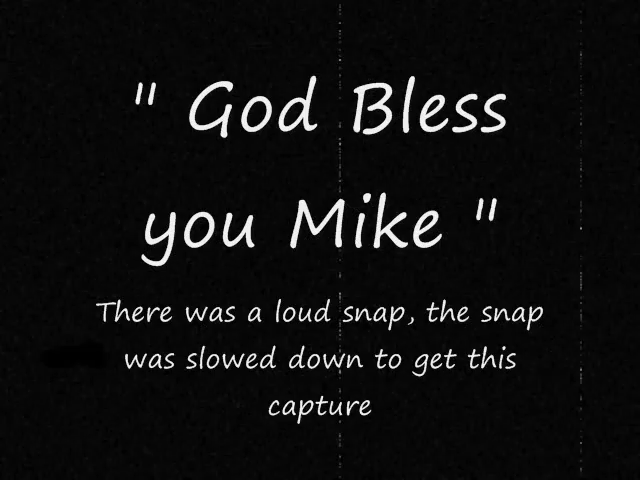 " God Bless
you Mike "
There was a loud snap, the snap
was slowed down to get this
capture